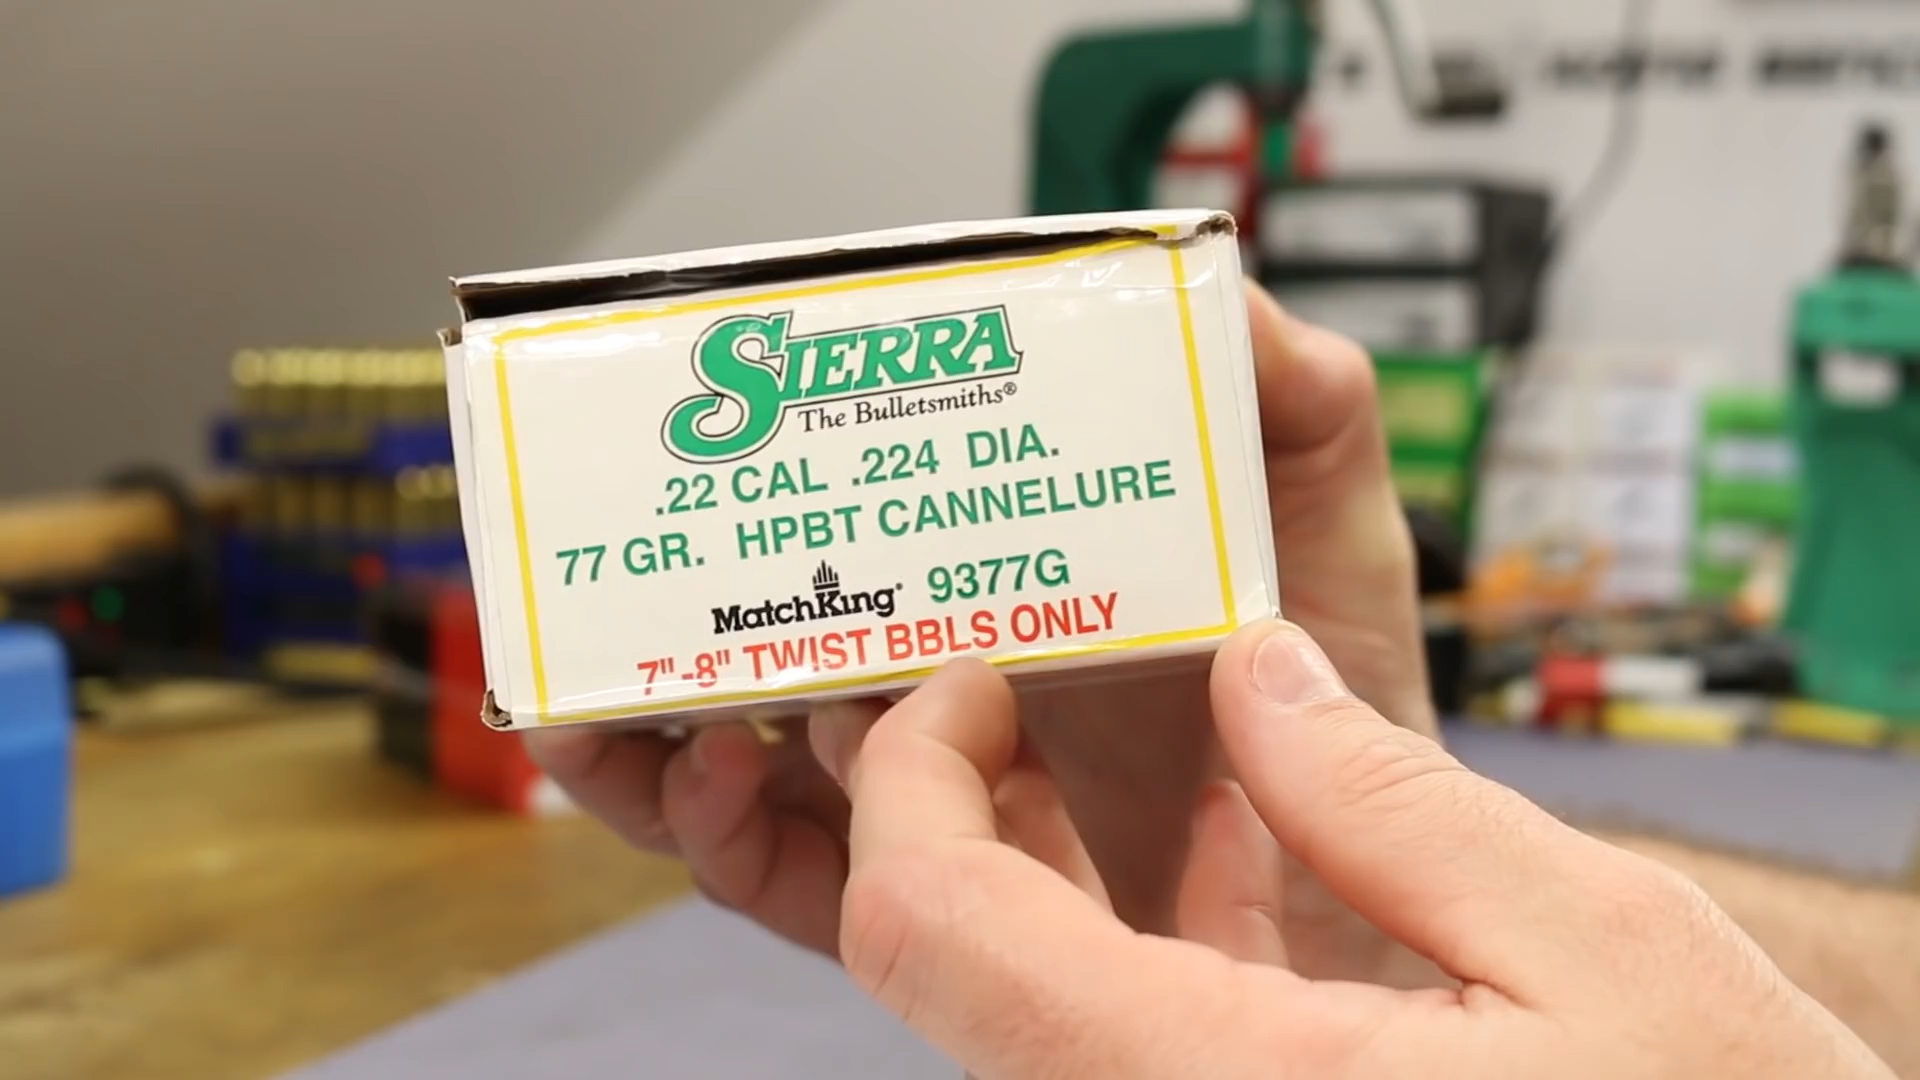 SIERRA
The Bulletsmiths®
.22 CAL .224 DIA.
77 GR. HPBT CANNELURE
MatchKing® 9377G
7"-8" TWIST BBLS ONLY